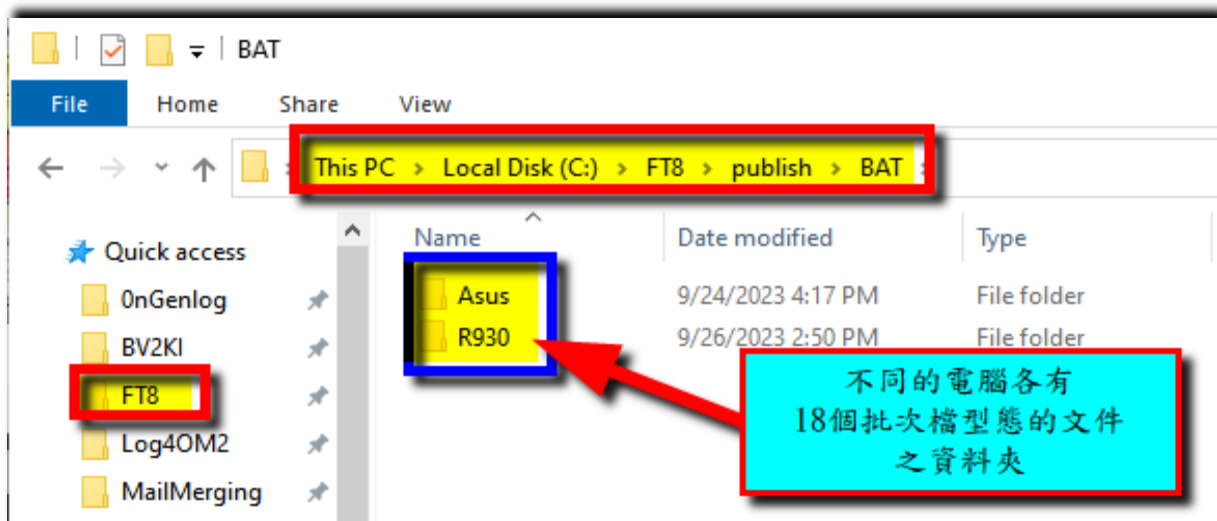 BAT
File Home Share View
This PC > Local Disk (C:) > FT8 > publish > BAT
Quick access
0nGenlog
BV2KI
FT8
Log4OM2
MailMerging
Name Date modified Type
Asus 9/24/2023 4:17 PM File folder
R930 9/26/2023 2:50 PM File folder
不同的電腦各有
18個批次檔型態的文件
之資料夾